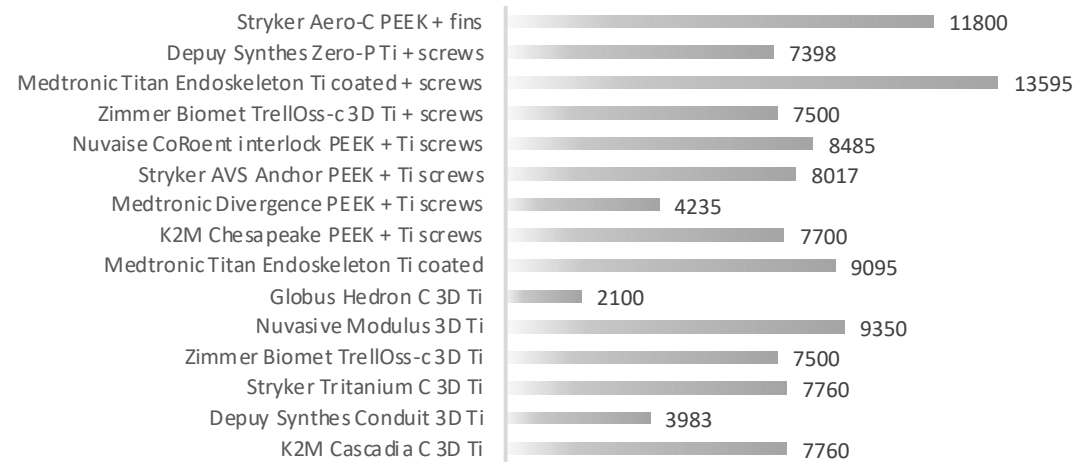 Stryker Aero-C PEEK + fins 11800
Depuy Synthes Zero-P Ti + screws 7398
Medtronic Titan Endoskeleton Ti coated + screws 13595
Zimmer Biomet TrellOss-c 3D Ti + screws 7500
Nuvaise CoRoent interlock PEEK + Ti screws 8485
Stryker AVS Anchor PEEK + Ti screws 8017
Medtronic Divergence PEEK + Ti screws 4235
K2M Chesapeake PEEK + Ti screws 7700
Medtronic Titan Endoskeleton Ti coated 9095
Globus Hedron C 3D Ti 2100
Nuvasive Modulus 3D Ti 9350
Zimmer Biomet TrellOss-c 3D Ti 7500
Stryker Tritanium C 3D Ti 7760
Depuy Synthes Conduit 3D Ti 3983
K2M Cascadia C 3D Ti 7760